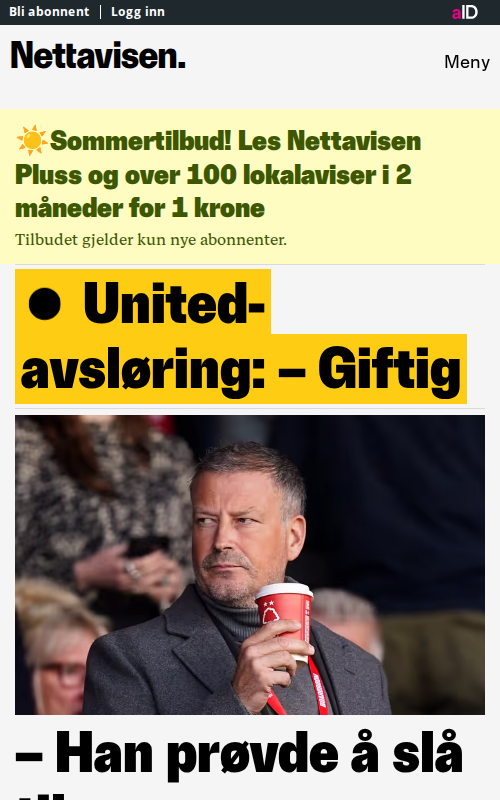 Bli abonnent | Logg inn
aID
Nettavisen.
Meny
☀️Sommertilbud! Les Nettavisen
Pluss og over 100 lokalaviser i 2
måneder for 1 krone
Tilbudet gjelder kun nye abonnenter.
● United-
avsløring: – Giftig
– Han prøvde å slå